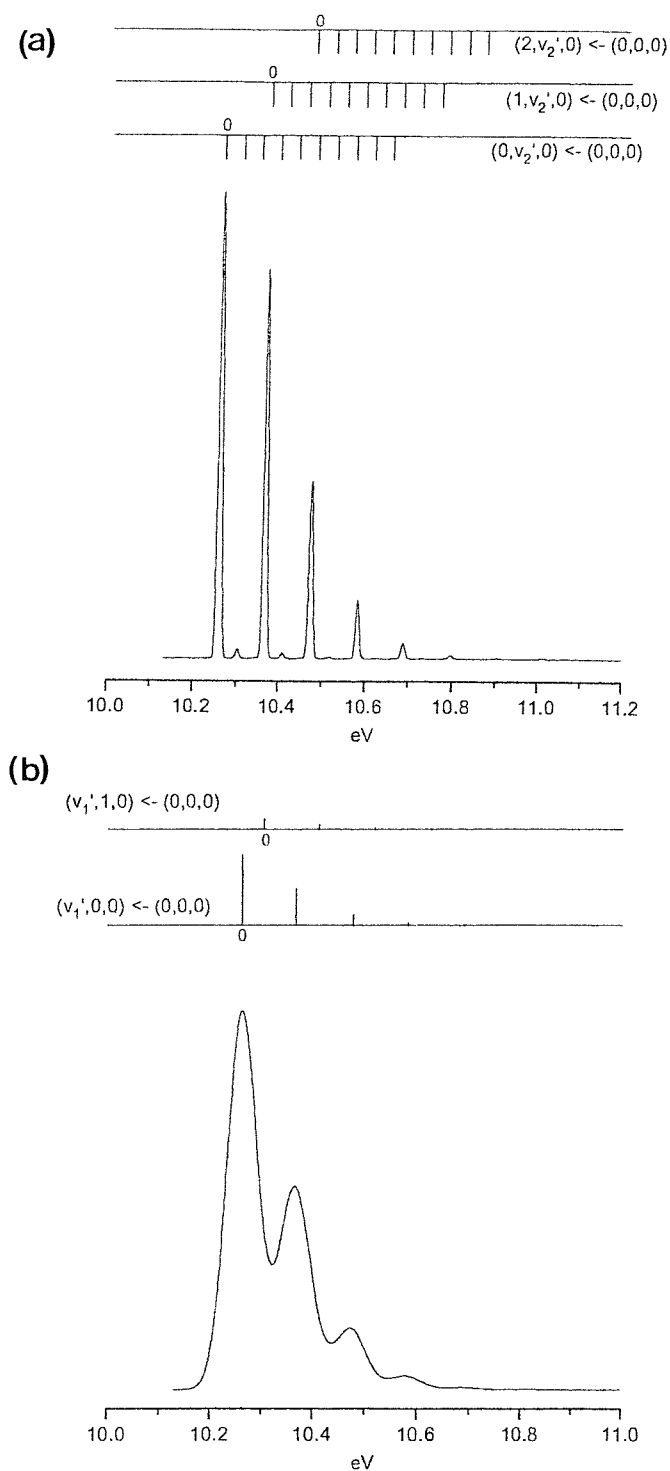 (a)
0
(2,v₂',0) <- (0,0,0)
0
(1,v₂',0) <- (0,0,0)
0
(0,v₂',0) <- (0,0,0)
10.0 10.2 10.4 10.6 10.8 11.0 11.2
eV
(b)
(v₁',1,0) <- (0,0,0)
0
(v₁',0,0) <- (0,0,0)
0
10.0 10.2 10.4 10.6 10.8 11.0
eV